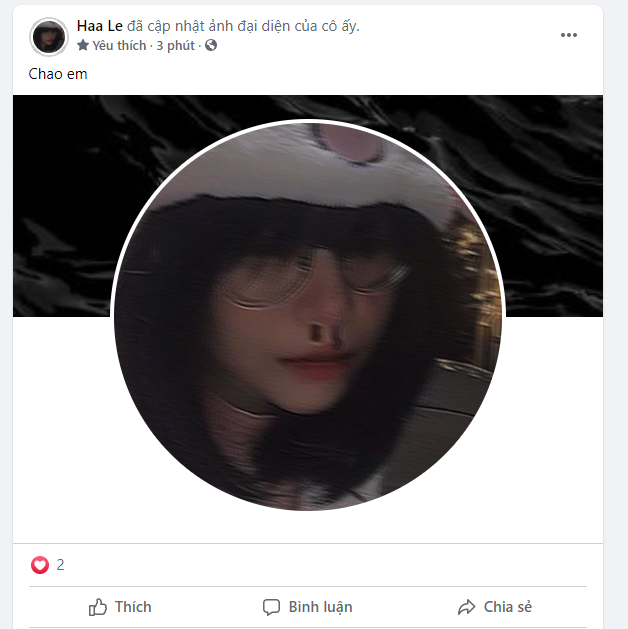 Haa Le đã cập nhật ảnh đại diện của cô ấy.
Yêu thích · 3 phút ·
Chao em
2
Thích
Bình luận
Chia sẻ